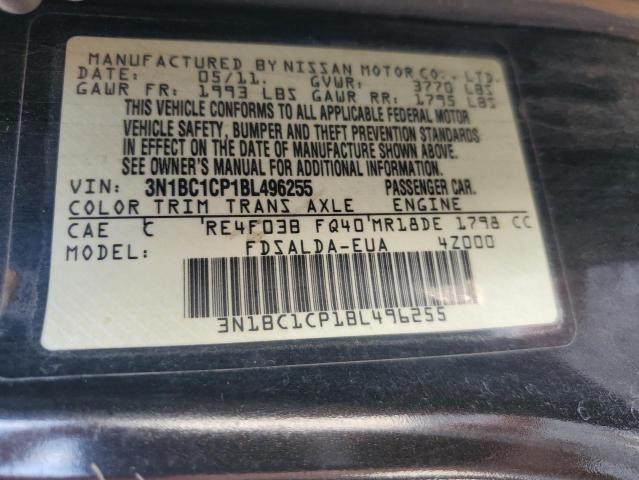 MANUFACTURED BY NISSAN MOTOR CO., LTD.
DATE: 05/11. GVWR: 3770 LBS
GAWR FR: 1993 LBS GAWR RR: 1795 LBS
THIS VEHICLE CONFORMS TO ALL APPLICABLE FEDERAL MOTOR
VEHICLE SAFETY, BUMPER AND THEFT PREVENTION STANDARDS
IN EFFECT ON THE DATE OF MANUFACTURE SHOWN ABOVE.
SEE OWNER'S MANUAL FOR ADDITIONAL INFORMATION.
VIN: 3N1BC1CP1BL496255 PASSENGER CAR.
COLOR TRIM TRANS AXLE ENGINE
CAE C RE4F03B FQ40 MR18DE 1798 CC
MODEL: FDSALDA-EUA 4Z000
3N1BC1CP1BL496255